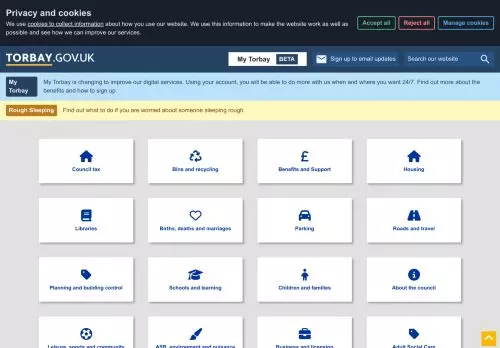 Privacy and cookies
We use cookies to collect information about how you use our website. We use this information to make the website work as well as
possible and see how we can improve our services.
Accept all
Reject all
Manage cookies
TORBAY.GOV.UK
My Torbay BETA
Sign up to email updates
Search our website
My
Torbay
My Torbay is changing to improve our digital services. Using your account, you will be able to do more with us when and where you want 24/7. Find out more about the
benefits and how to sign up.
Rough Sleeping
Find out what to do if you are worried about someone sleeping rough.
Council tax
Bins and recycling
Benefits and Support
Housing
Libraries
Births, deaths and marriages
Parking
Roads and travel
Planning and building control
Schools and learning
Children and families
About the council
Leisure, sports and community
ASB, environment and nuisance
Business and licensing
Adult Social Care